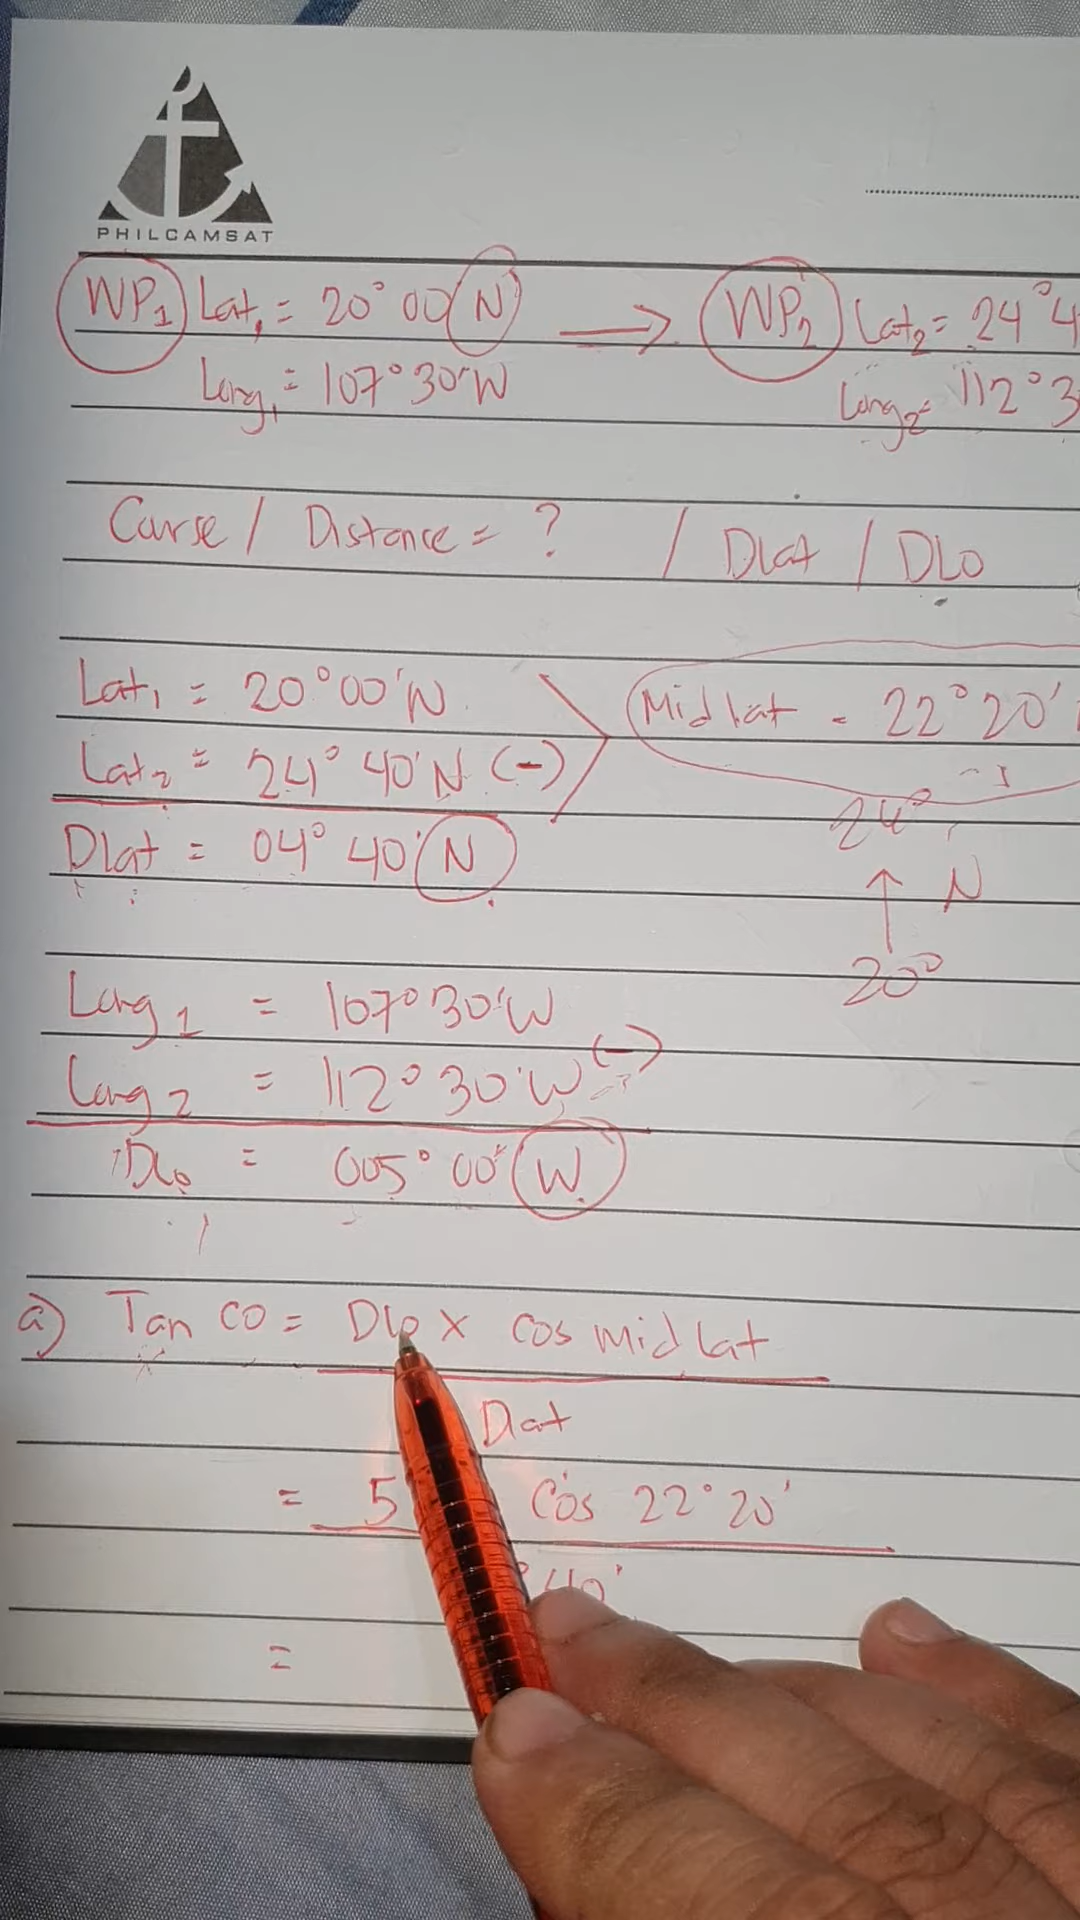 PHILCAMSAT
WP1 Lat1 = 20° 00 N → WP2 Lat2 = 24° 4
Long1 = 107° 30' W Long2 = 112° 3
Course / Distance = ? / DLat / DLO
Lat1 = 20° 00' N
Mid lat = 22° 20'
Lat2 = 24° 40' N (-)
24°
Dlat = 04° 40' N
N
20°
Long1 = 107° 30' W
(-)
Long2 = 112° 30' W
DLo = 005° 00' W
a) Tan CO = DLo x cos mid Lat
Dlat
= 5 Cos 22° 20'
° 40'
=